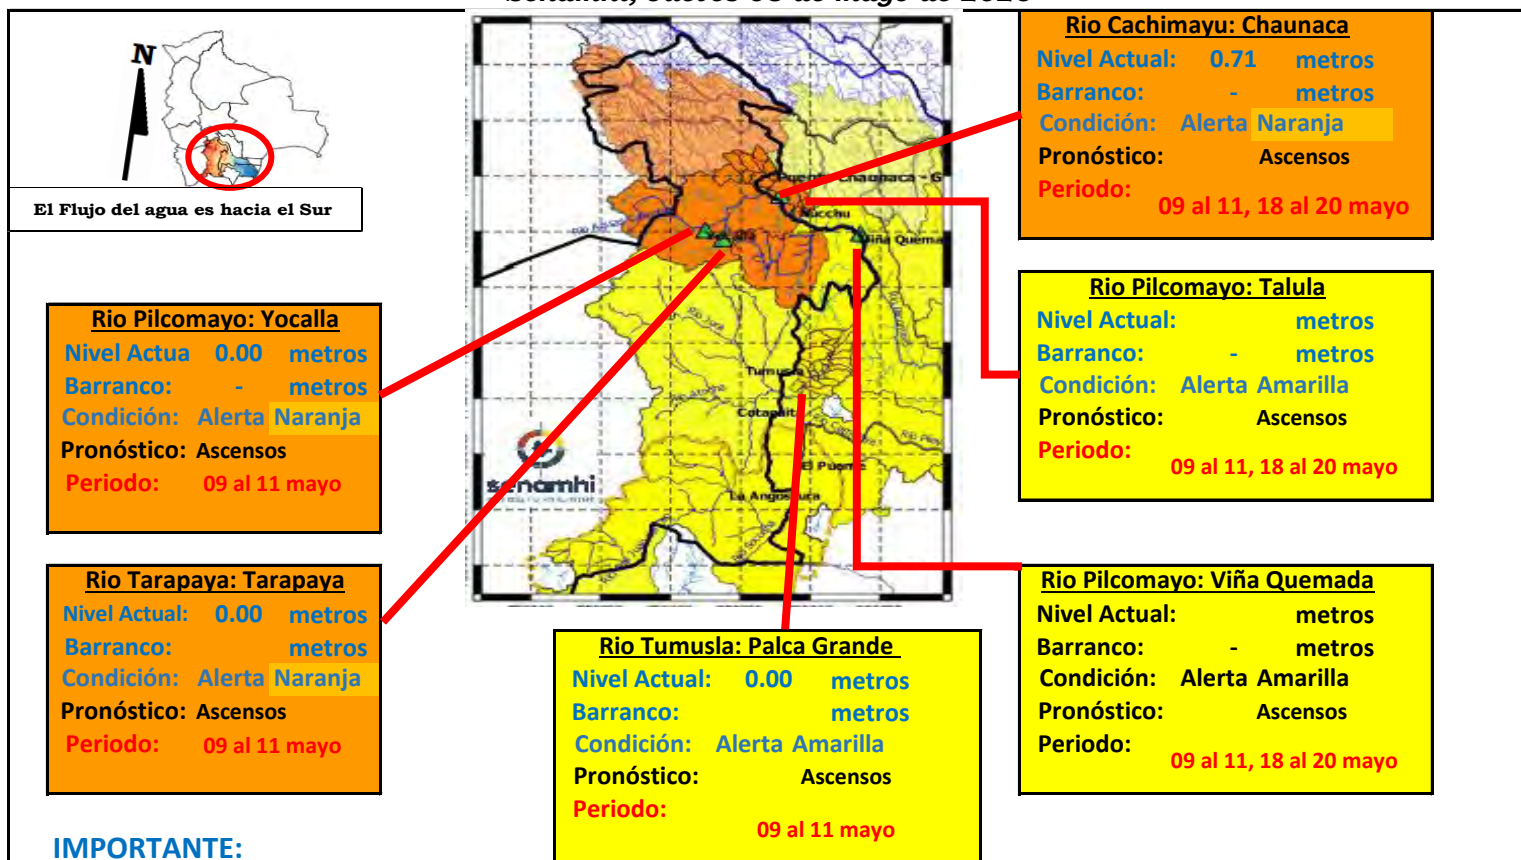 N
El Flujo del agua es hacia el Sur
Rio Cachimayu: Chaunaca
Nivel Actual: 0.71 metros
Barranco: - metros
Condición: Alerta Naranja
Pronóstico: Ascensos
Periodo:
09 al 11, 18 al 20 mayo
Rio Pilcomayo: Talula
Nivel Actual: metros
Barranco: - metros
Condición: Alerta Amarilla
Pronóstico: Ascensos
Periodo:
09 al 11, 18 al 20 mayo
Rio Pilcomayo: Yocalla
Nivel Actua 0.00 metros
Barranco: - metros
Condición: Alerta Naranja
Pronóstico: Ascensos
Periodo: 09 al 11 mayo
Rio Tarapaya: Tarapaya
Nivel Actual: 0.00 metros
Barranco: metros
Condición: Alerta Naranja
Pronóstico: Ascensos
Periodo: 09 al 11 mayo
Rio Tumusla: Palca Grande
Nivel Actual: 0.00 metros
Barranco: metros
Condición: Alerta Amarilla
Pronóstico: Ascensos
Periodo:
09 al 11 mayo
Rio Pilcomayo: Viña Quemada
Nivel Actual: metros
Barranco: - metros
Condición: Alerta Amarilla
Pronóstico: Ascensos
Periodo:
09 al 11, 18 al 20 mayo
Puente Chaunaca - G
Viña Quema
Tumusla
El Puente
La Angostura
senamhi
IMPORTANTE: